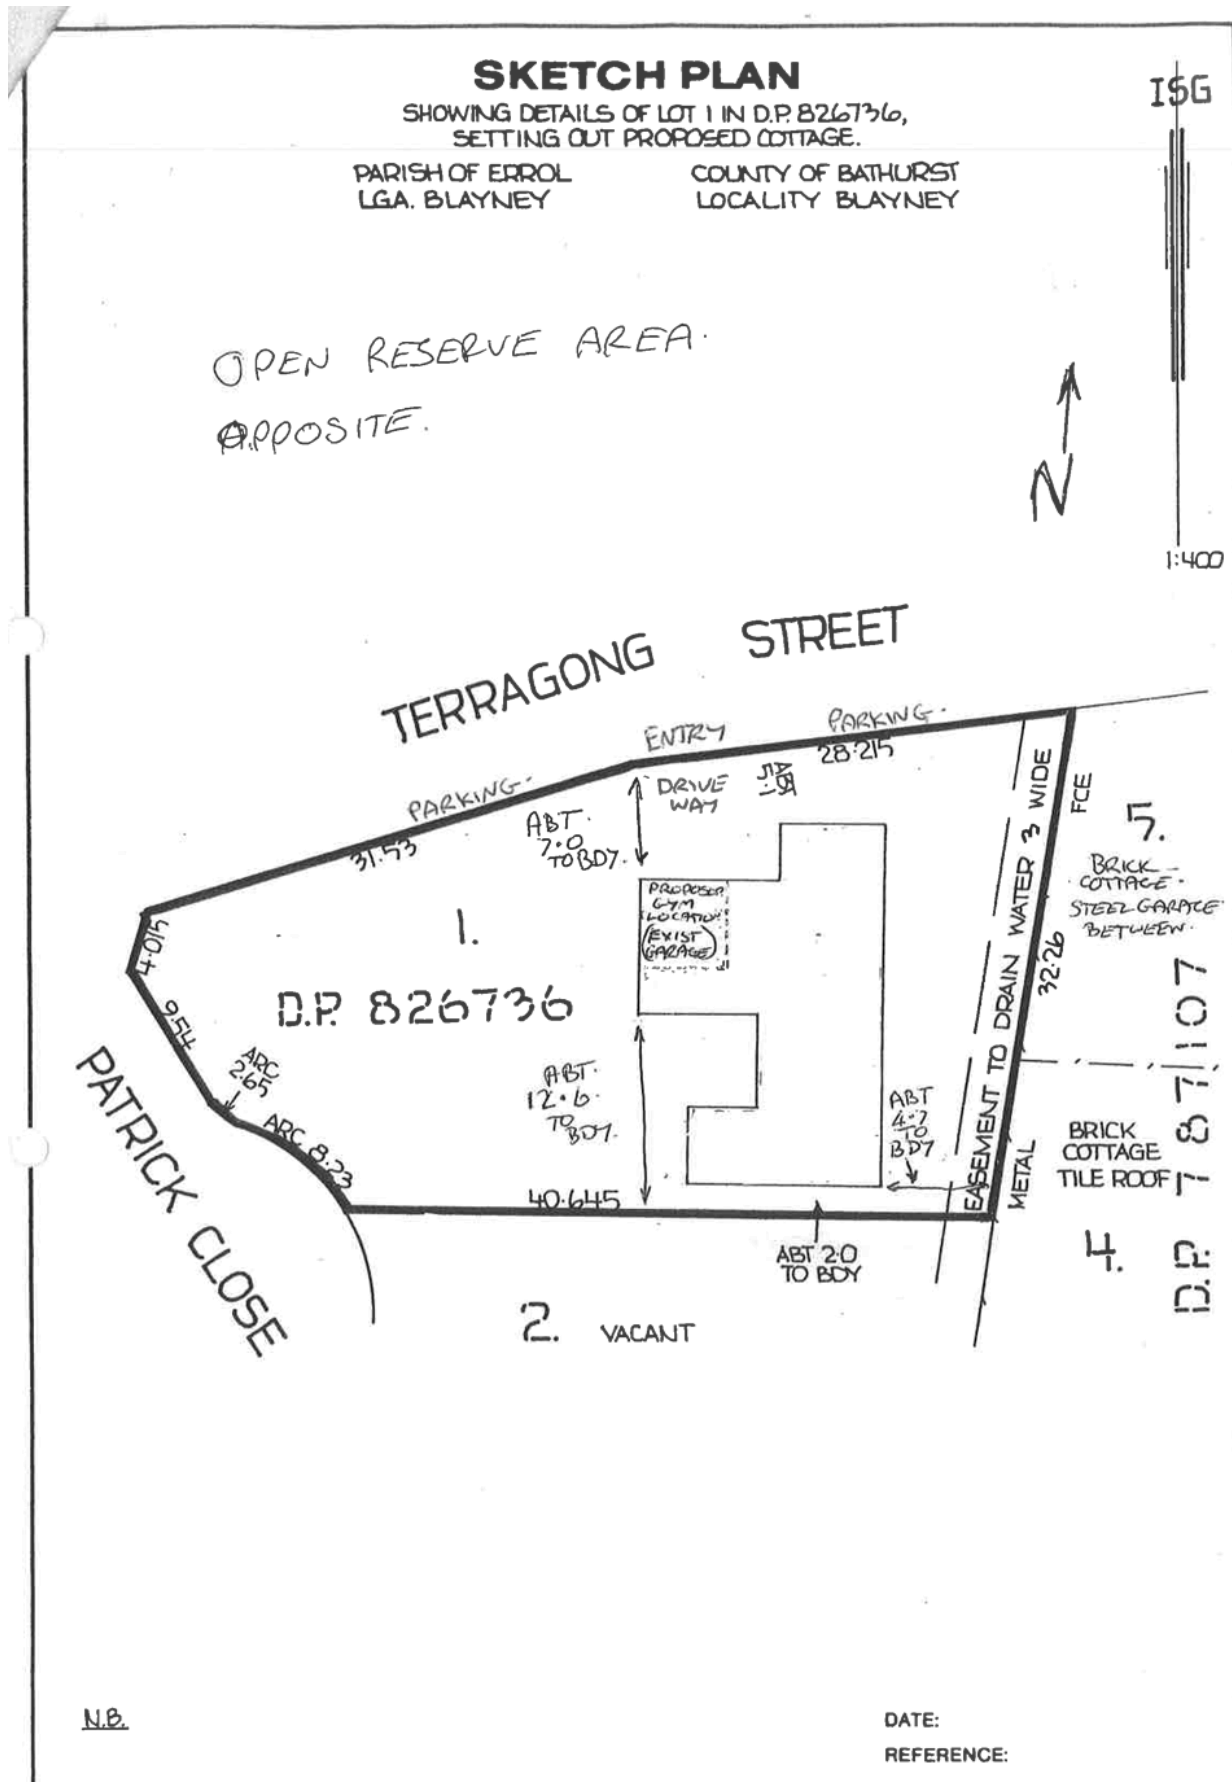 SKETCH PLAN
SHOWING DETAILS OF LOT 1 IN D.P. 826736,
SETTING OUT PROPOSED COTTAGE.
PARISH OF ERROL
COUNTY OF BATHURST
LGA. BLAYNEY
LOCALITY BLAYNEY
ISG
OPEN RESERVE AREA.
APPOSITE.
N
1:400
TERRAGONG STREET
PARKING.
ENTRY
PARKING.
28.215
31.53
DRIVE
WAY
ABT.
7.0
TO BDY.
PROPOSED
GYM
LOCATION
(EXIST
GARAGE)
1.
D.P. 826736
4.015
9.54
ARC
2.65
ARC 8.23
PATRICK CLOSE
ABT.
12.6.
TO
BDY.
ABT
4.7
TO
BDY
40.645
ABT 2.0
TO BDY
EASEMENT TO DRAIN WATER 3 WIDE
METAL
FCE
32.26
5.
BRICK
COTTAGE.
STEEL GARAGE
BETWEEN.
BRICK
COTTAGE
TILE ROOF
4.
D.P. 787107
2. VACANT
N.B.
DATE:
REFERENCE: